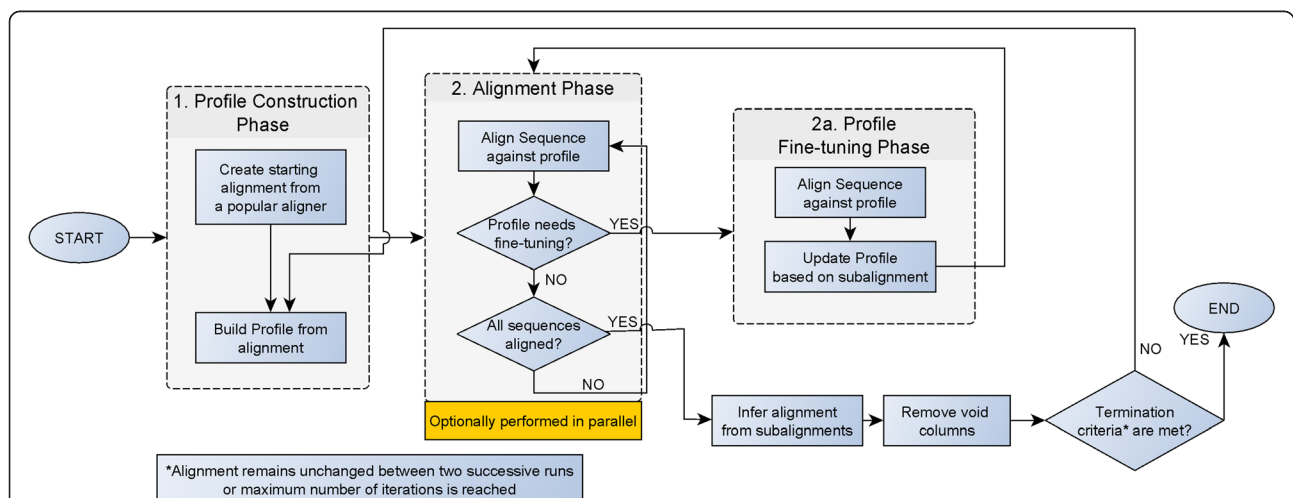 START
1. Profile Construction
Phase
Create starting
alignment from
a popular aligner
Build Profile from
alignment
2. Alignment Phase
Align Sequence
against profile
Profile needs
fine-tuning?
YES
NO
All sequences
aligned?
YES
NO
Optionally performed in parallel
2a. Profile
Fine-tuning Phase
Align Sequence
against profile
Update Profile
based on subalignment
Infer alignment
from subalignments
Remove void
columns
Termination
criteria* are met?
NO
YES
END
*Alignment remains unchanged between two successive runs
or maximum number of iterations is reached